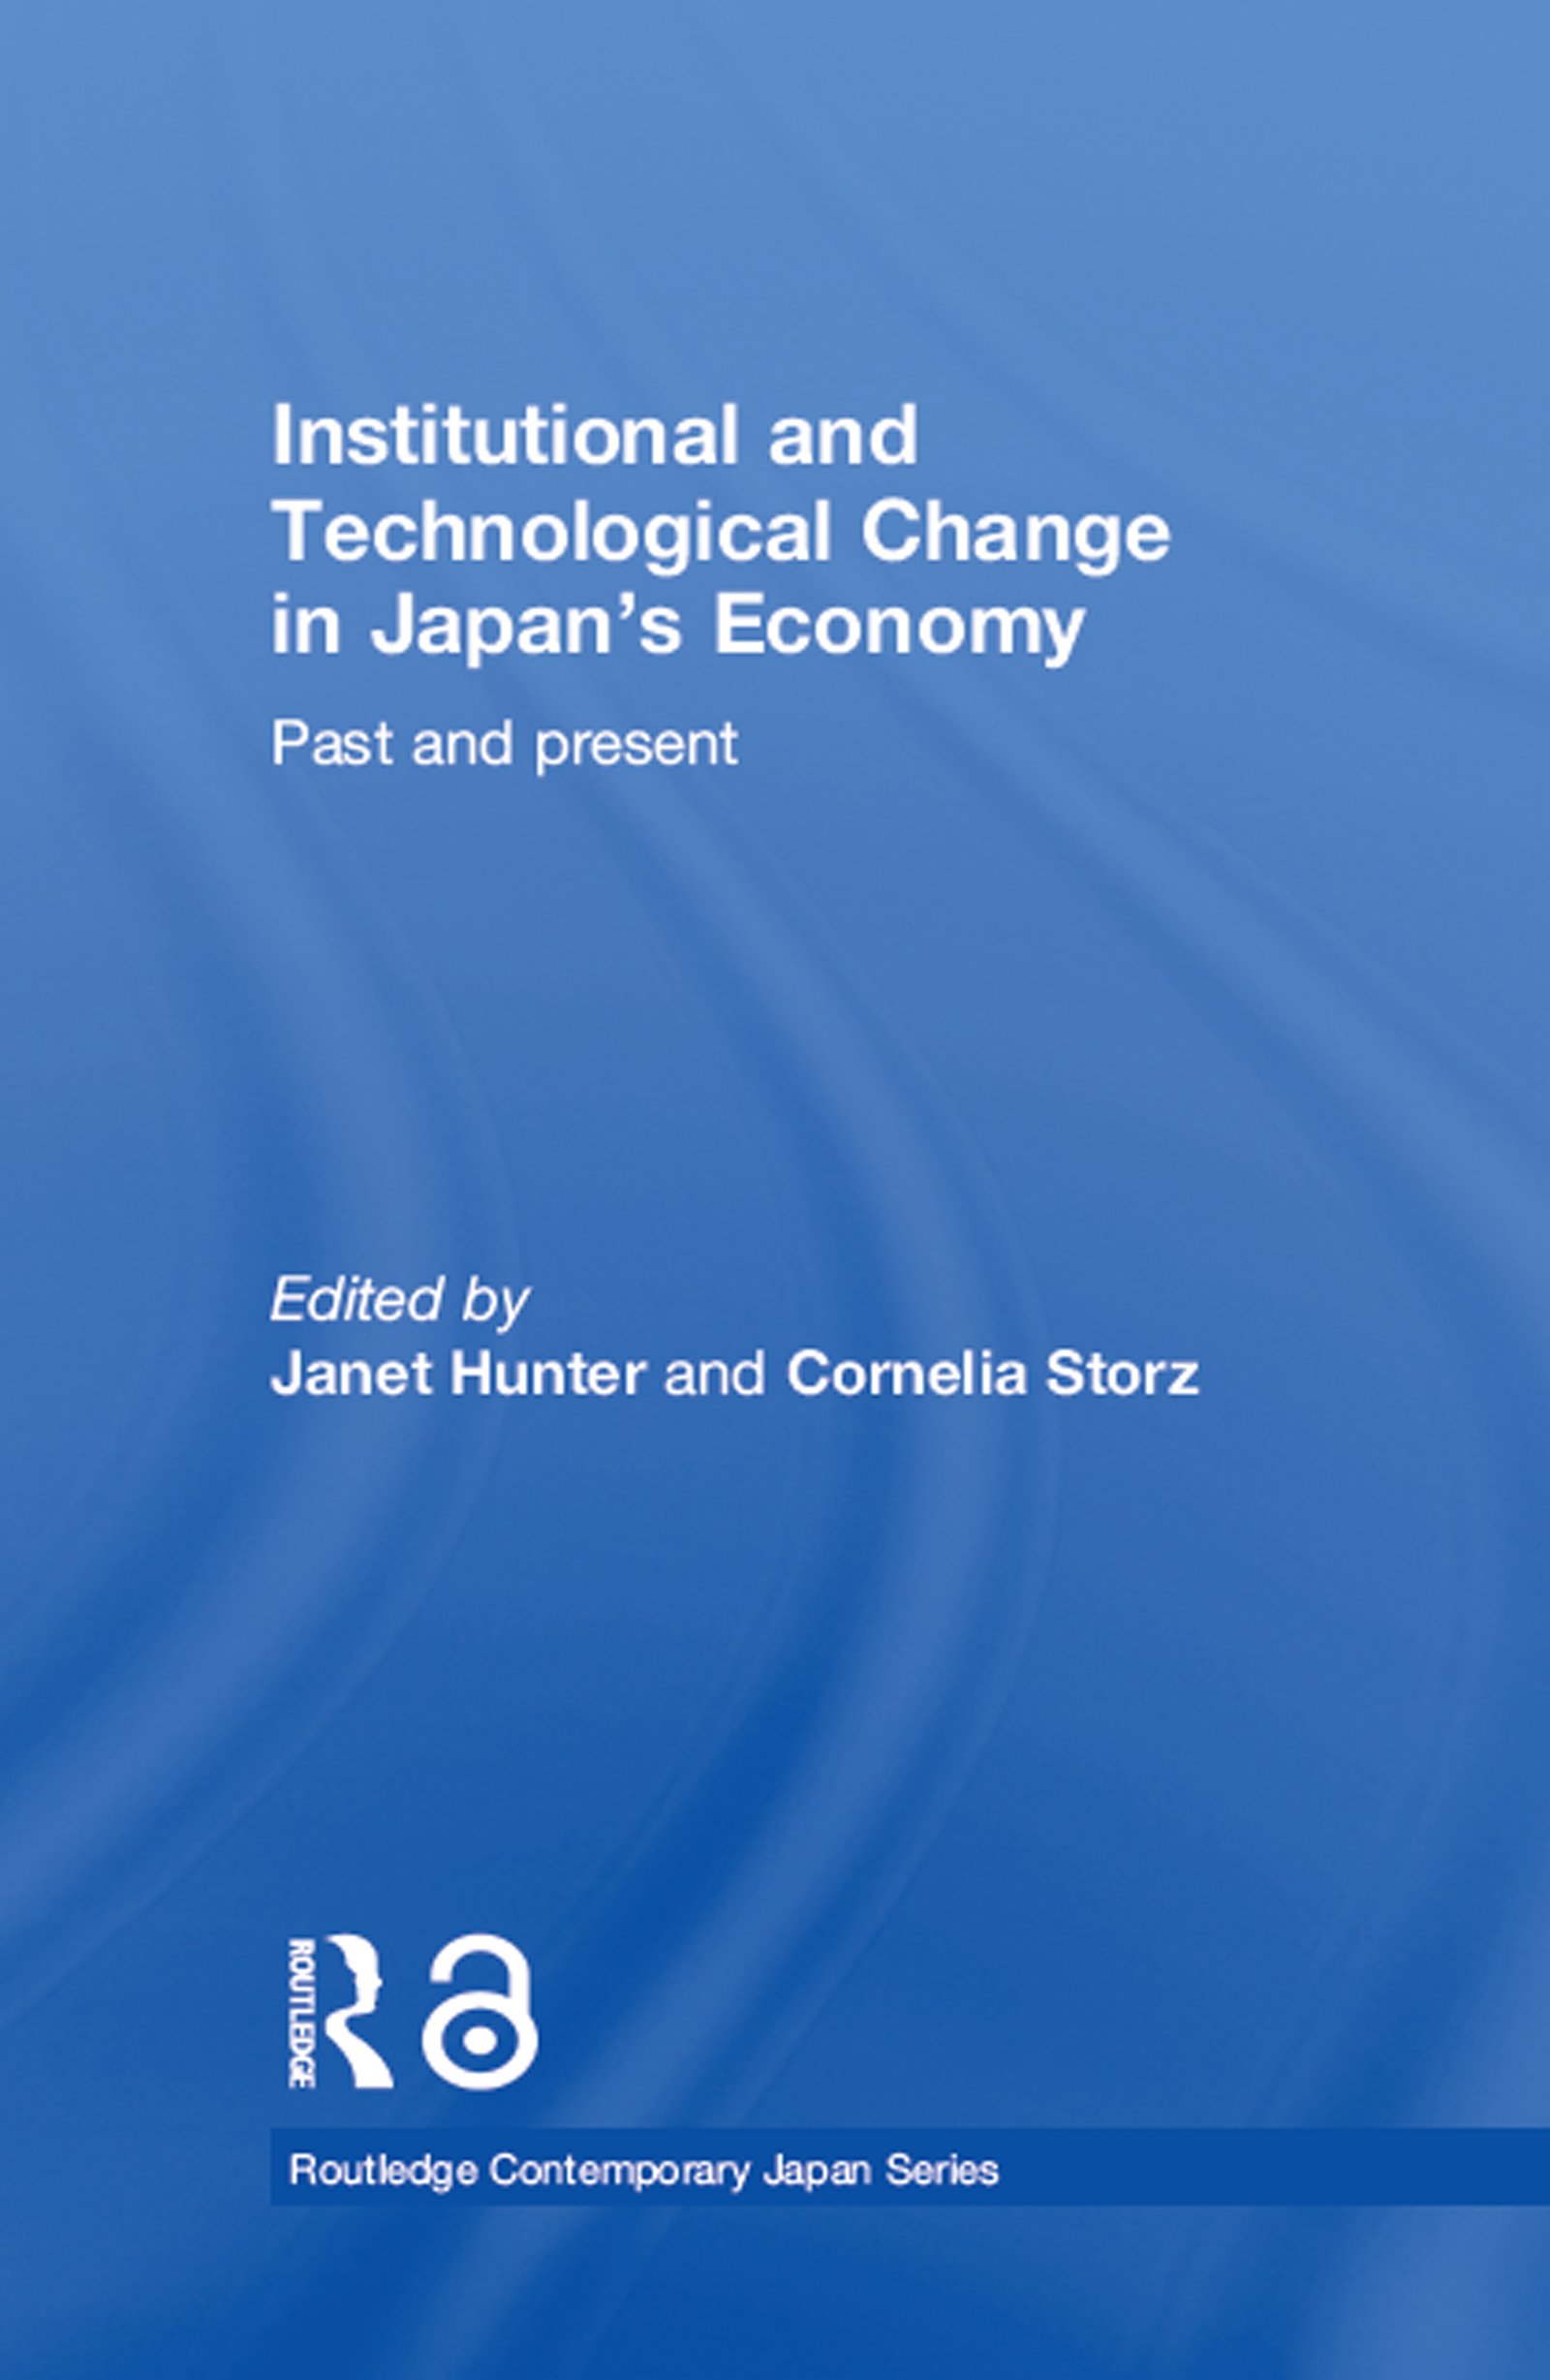 Institutional and
Technological Change
in Japan’s Economy
Past and present
Edited by
Janet Hunter and Cornelia Storz
ROUTLEDGE
Routledge Contemporary Japan Series